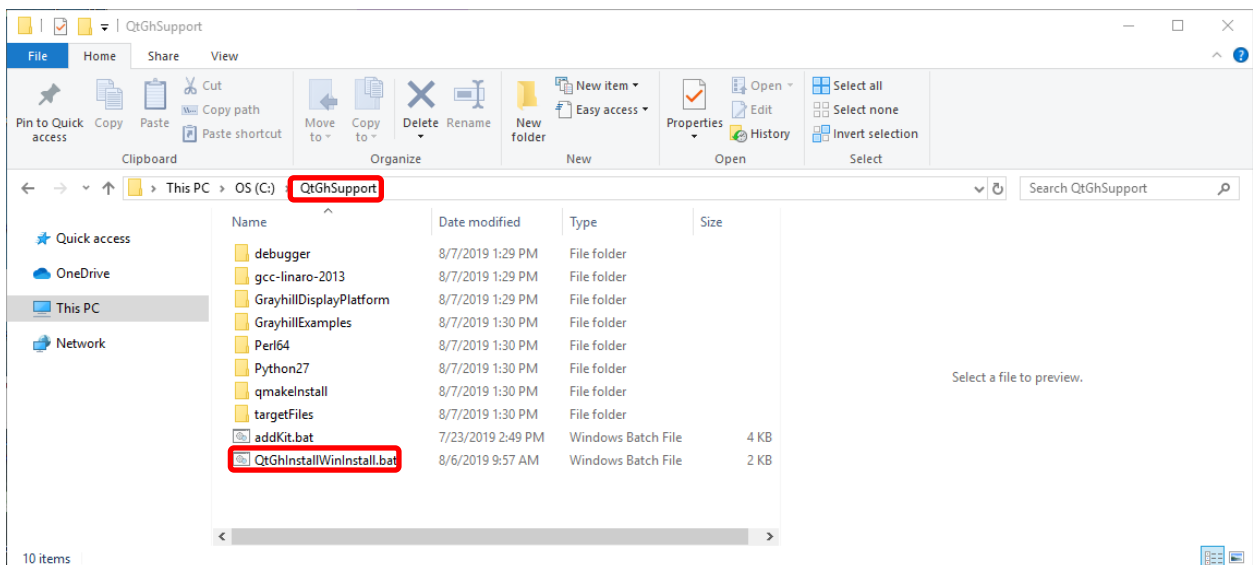 QtGhSupport
File Home Share View
Pin to Quick access
Copy
Paste
Cut
Copy path
Paste shortcut
Clipboard
Move to
Copy to
Delete
Rename
Organize
New folder
New item
Easy access
New
Properties
Open
Edit
History
Open
Select all
Select none
Invert selection
Select
This PC > OS (C:) > QtGhSupport
Search QtGhSupport
Quick access
OneDrive
This PC
Network
Name Date modified Type Size
debugger 8/7/2019 1:29 PM File folder
gcc-linaro-2013 8/7/2019 1:29 PM File folder
GrayhillDisplayPlatform 8/7/2019 1:29 PM File folder
GrayhillExamples 8/7/2019 1:30 PM File folder
Perl64 8/7/2019 1:30 PM File folder
Python27 8/7/2019 1:30 PM File folder
qmakeInstall 8/7/2019 1:30 PM File folder
targetFiles 8/7/2019 1:30 PM File folder
addKit.bat 7/23/2019 2:49 PM Windows Batch File 4 KB
QtGhInstallWinInstall.bat 8/6/2019 9:57 AM Windows Batch File 2 KB
Select a file to preview.
10 items